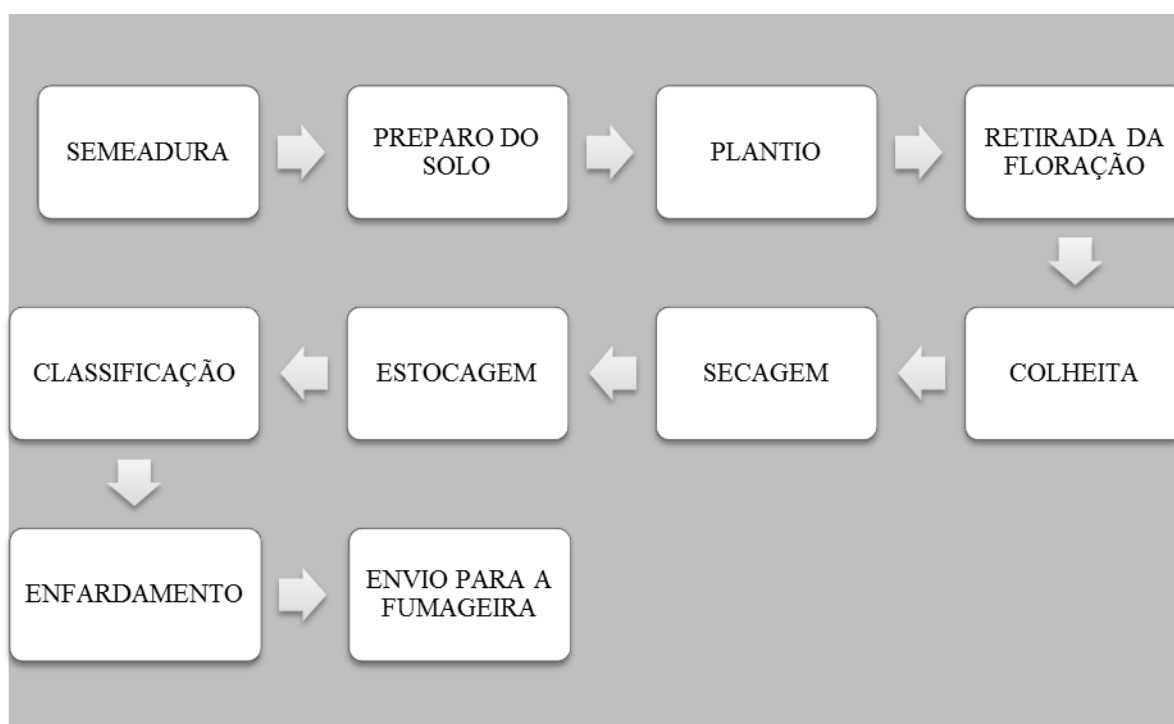 SEMEADURA
PREPARO DO
SOLO
PLANTIO
RETIRADA DA
FLORAÇÃO
COLHEITA
SECAGEM
ESTOCAGEM
CLASSIFICAÇÃO
ENFARDAMENTO
ENVIO PARA A
FUMAGEIRA